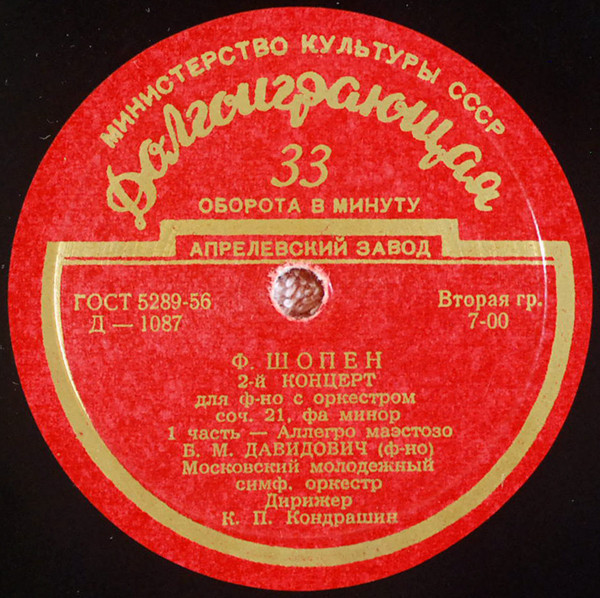 МИНИСТЕРСТВО КУЛЬТУРЫ СССР
Долгоиграющая
33
ОБОРОТА В МИНУТУ
АПРЕЛЕВСКИЙ ЗАВОД
ГОСТ 5289-56
Д — 1087
Вторая гр.
7-00
Ф. ШОПЕН
2-й КОНЦЕРТ
для ф-но с оркестром
соч. 21, фа минор
1 часть — Аллегро маэстозо
Б. М. ДАВИДОВИЧ (ф-но)
Московский молодежный
симф. оркестр
Дирижер
К. П. Кондрашин